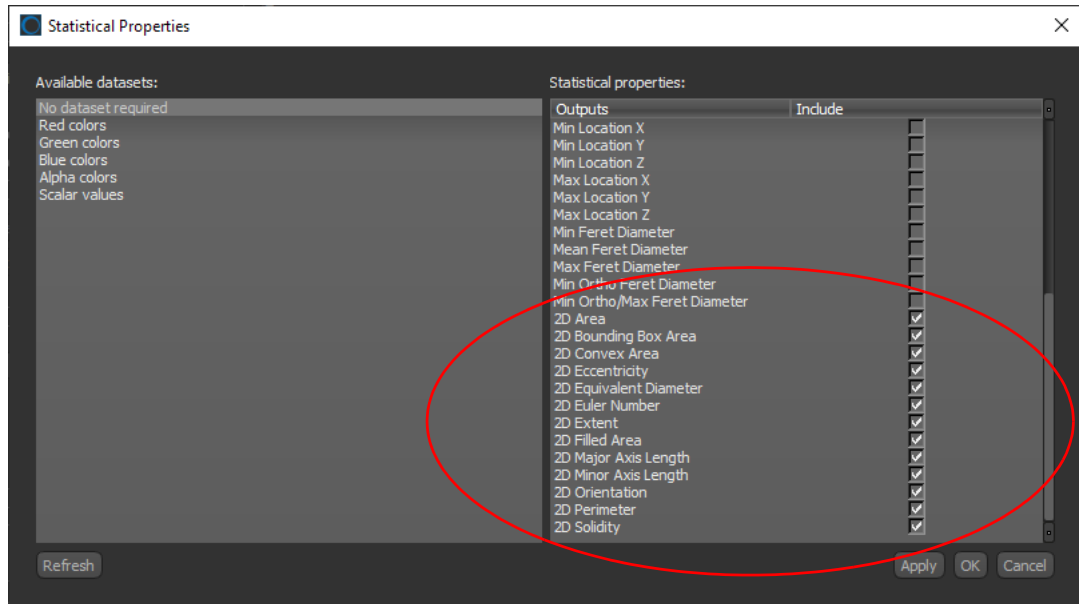 Statistical Properties
Available datasets:
No dataset required
Red colors
Green colors
Blue colors
Alpha colors
Scalar values
Refresh
Statistical properties:
Outputs Include
Min Location X
Min Location Y
Min Location Z
Max Location X
Max Location Y
Max Location Z
Min Feret Diameter
Mean Feret Diameter
Max Feret Diameter
Min Ortho Feret Diameter
Min Ortho/Max Feret Diameter
2D Area
2D Bounding Box Area
2D Convex Area
2D Eccentricity
2D Equivalent Diameter
2D Euler Number
2D Extent
2D Filled Area
2D Major Axis Length
2D Minor Axis Length
2D Orientation
2D Perimeter
2D Solidity
Apply OK Cancel